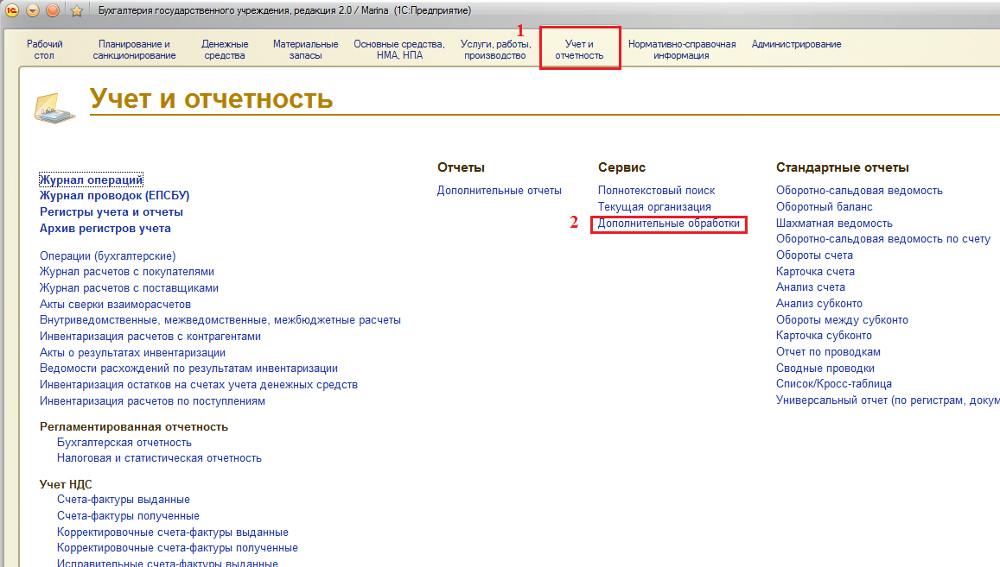 Бухгалтерия государственного учреждения, редакция 2.0 / Marina (1С:Предприятие)
1
Рабочий
стол
Планирование и
санкционирование
Денежные
средства
Материальные
запасы
Основные средства,
НМА, НПА
Услуги, работы,
производство
Учет и
отчетность
Нормативно-справочная
информация
Администрирование
Учет и отчетность
Журнал операций
Журнал проводок (ЕПСБУ)
Регистры учета и отчеты
Архив регистров учета
Операции (бухгалтерские)
Журнал расчетов с покупателями
Журнал расчетов с поставщиками
Акты сверки взаиморасчетов
Внутриведомственные, межведомственные, межбюджетные расчеты
Инвентаризация расчетов с контрагентами
Акты о результатах инвентаризации
Ведомости расхождений по результатам инвентаризации
Инвентаризация остатков на счетах учета денежных средств
Инвентаризация расчетов по поступлениям
Регламентированная отчетность
Бухгалтерская отчетность
Налоговая и статистическая отчетность
Учет НДС
Счета-фактуры выданные
Счета-фактуры полученные
Корректировочные счета-фактуры выданные
Корректировочные счета-фактуры полученные
Исправительные счета-фактуры выданные
Отчеты
Дополнительные отчеты
Сервис
Полнотекстовый поиск
Текущая организация
2
Дополнительные обработки
Стандартные отчеты
Оборотно-сальдовая ведомость
Оборотный баланс
Шахматная ведомость
Оборотно-сальдовая ведомость по счету
Обороты счета
Карточка счета
Анализ счета
Анализ субконто
Обороты между субконто
Карточка субконто
Отчет по проводкам
Сводные проводки
Список/Кросс-таблица
Универсальный отчет (по регистрам, докум